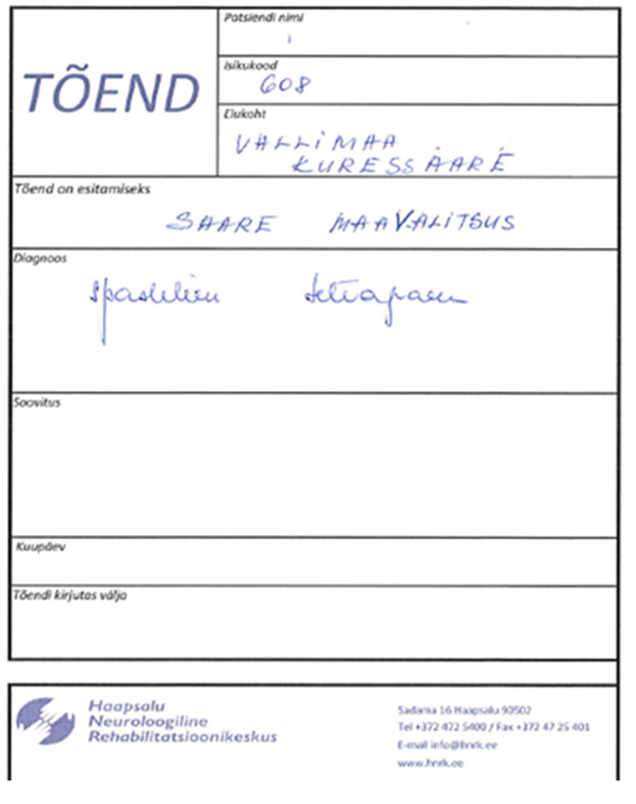 TÕEND
Patsiendi nimi
Isikukood
608
Elukoht
VALLIMAA
KURESSAARE
Tõend on esitamiseks
SAARE MAAVALITSUS
Diagnoos
Soovitus
Kuupäev
Tõendi kirjutas välja
Haapsalu
Neuroloogiline
Rehabilitatsioonikeskus
Sadama 16 Haapsalu 90502
Tel +372 472 5400 / Fax +372 47 25 401
E-mail info@hnrk.ee
www.hnrk.ee